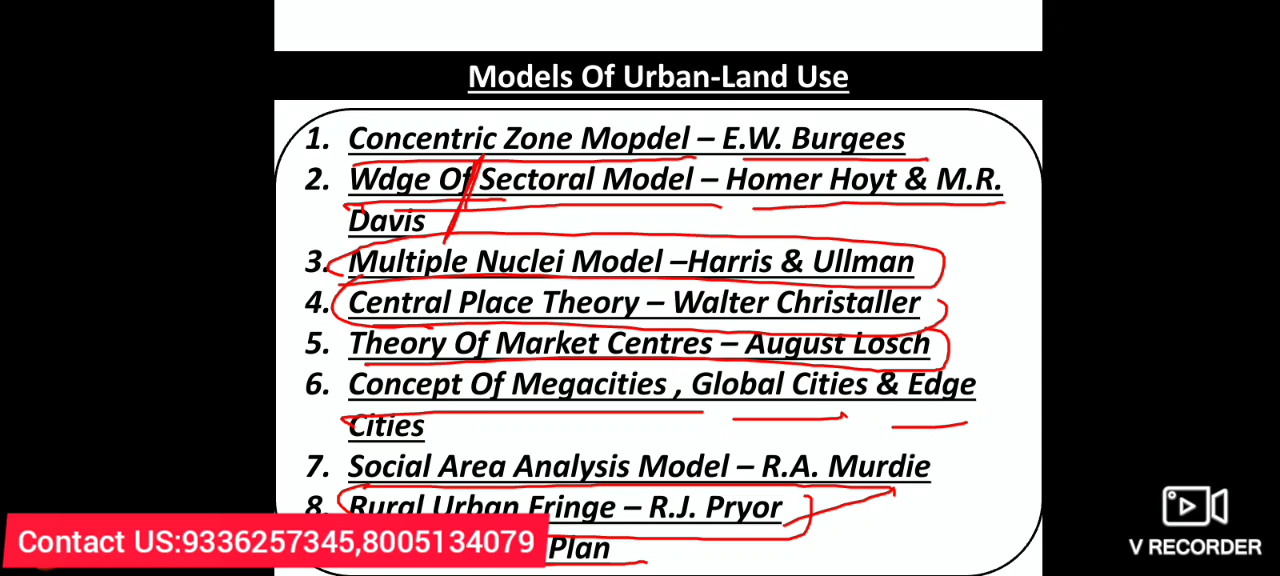 Models Of Urban-Land Use
1. Concentric Zone Mopdel – E.W. Burgees
2. Wdge Of Sectoral Model – Homer Hoyt & M.R.
Davis
3. Multiple Nuclei Model –Harris & Ullman
4. Central Place Theory – Walter Christaller
5. Theory Of Market Centres – August Losch
6. Concept Of Megacities , Global Cities & Edge
Cities
7. Social Area Analysis Model – R.A. Murdie
8. Rural Urban Fringe – R.J. Pryor
Plan
Contact US:9336257345,8005134079
V RECORDER